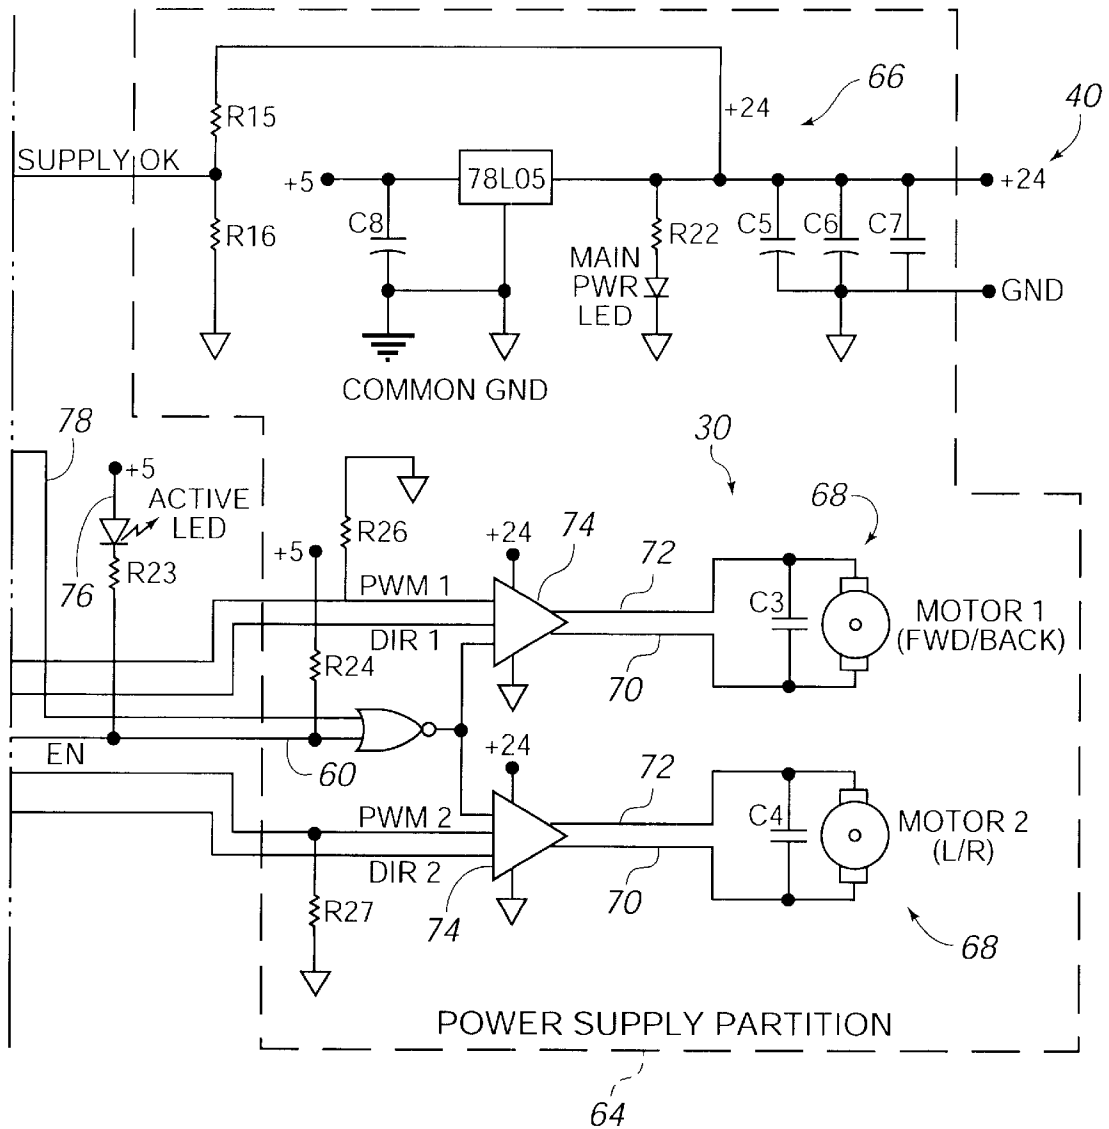 66
40
R15
+24
SUPPLY OK
+5
78L05
+24
R16
C8
R22
C5
C6
C7
MAIN
PWR
LED
GND
COMMON GND
78
30
+5
ACTIVE
LED
68
R26
+24
74
+5
72
R23
76
PWM 1
C3
MOTOR 1
(FWD/BACK)
DIR 1
R24
70
EN
60
+24
72
PWM 2
C4
MOTOR 2
(L/R)
DIR 2
70
R27
74
68
POWER SUPPLY PARTITION
64